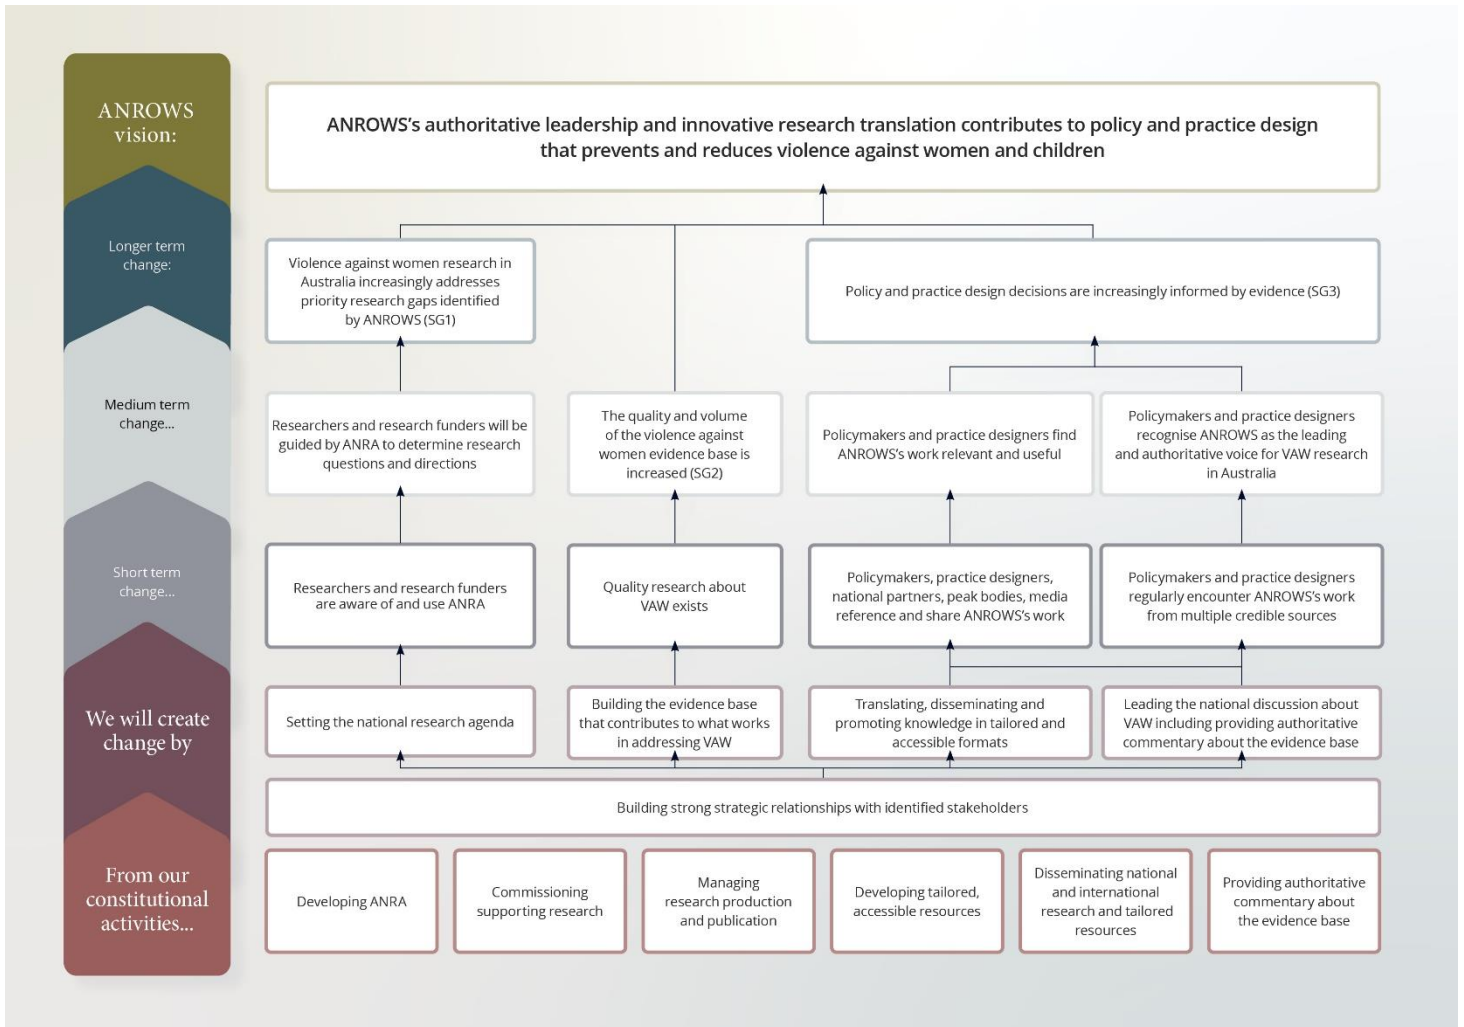 ANROWS
vision:
ANROWS’s authoritative leadership and innovative research translation contributes to policy and practice design
that prevents and reduces violence against women and children
Longer term
change:
Violence against women research in
Australia increasingly addresses
priority research gaps identified
by ANROWS (SG1)
Policy and practice design decisions are increasingly informed by evidence (SG3)
Medium term
change...
Researchers and research funders will be
guided by ANRA to determine research
questions and directions
The quality and volume
of the violence against
women evidence base is
increased (SG2)
Policymakers and practice designers find
ANROWS’s work relevant and useful
Policymakers and practice designers
recognise ANROWS as the leading
and authoritative voice for VAW research
in Australia
Short term
change...
Researchers and research funders
are aware of and use ANRA
Quality research about
VAW exists
Policymakers, practice designers,
national partners, peak bodies, media
reference and share ANROWS’s work
Policymakers and practice designers
regularly encounter ANROWS’s work
from multiple credible sources
We will create
change by
Setting the national research agenda
Building the evidence base
that contributes to what works
in addressing VAW
Translating, disseminating and
promoting knowledge in tailored and
accessible formats
Leading the national discussion about
VAW including providing authoritative
commentary about the evidence base
Building strong strategic relationships with identified stakeholders
From our
constitutional
activities...
Developing ANRA
Commissioning
supporting research
Managing
research production
and publication
Developing tailored,
accessible resources
Disseminating national
and international
research and tailored
resources
Providing authoritative
commentary about
the evidence base